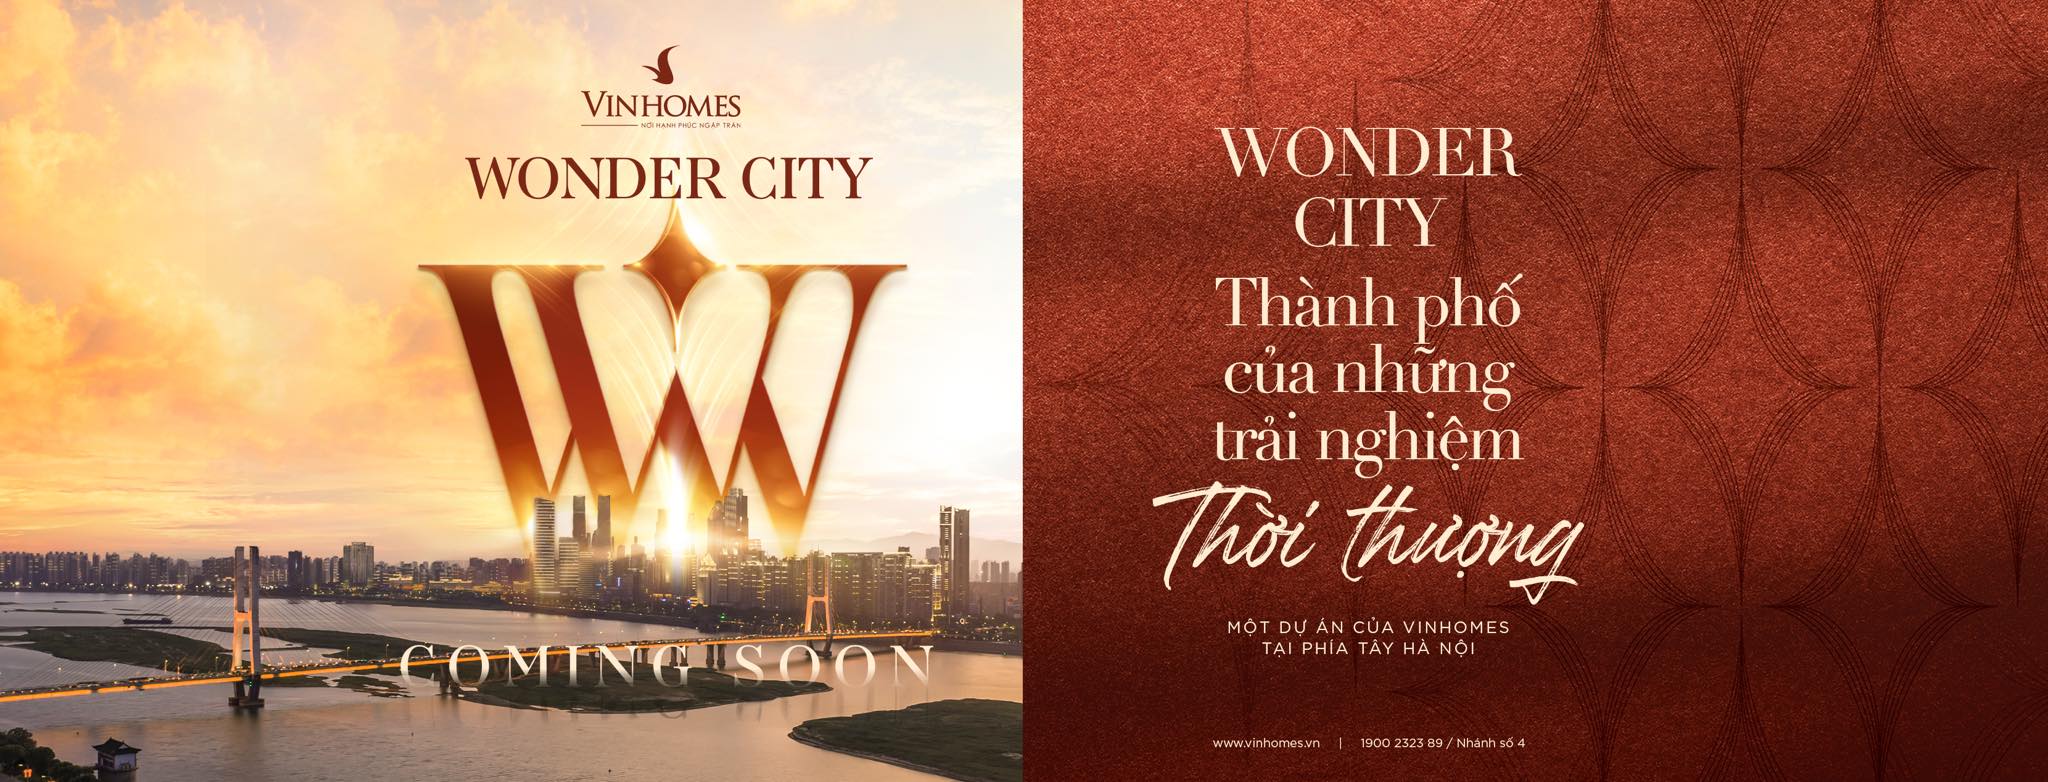 VINHOMES
NƠI HẠNH PHÚC NGẬP TRÀN
WONDER CITY
W
COMING SOON
WONDER
CITY
Thành phố
của những
trải nghiệm
Thời thượng
MỘT DỰ ÁN CỦA VINHOMES
TẠI PHÍA TÂY HÀ NỘI
www.vinhomes.vn | 1900 2323 89 / Nhánh số 4